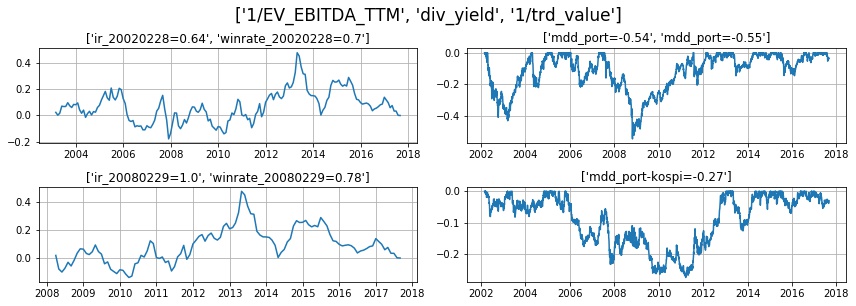 ['1/EV_EBITDA_TTM', 'div_yield', '1/trd_value']
['ir_20020228=0.64', 'winrate_20020228=0.7']
0.4
0.2
0.0
−0.2
2004 2006 2008 2010 2012 2014 2016 2018
['mdd_port=-0.54', 'mdd_port=-0.55']
0.0
−0.2
−0.4
2002 2004 2006 2008 2010 2012 2014 2016 2018
['ir_20080229=1.0', 'winrate_20080229=0.78']
0.4
0.2
0.0
2008 2009 2010 2011 2012 2013 2014 2015 2016 2017 2018
['mdd_port-kospi=-0.27']
0.0
−0.1
−0.2
2002 2004 2006 2008 2010 2012 2014 2016 2018